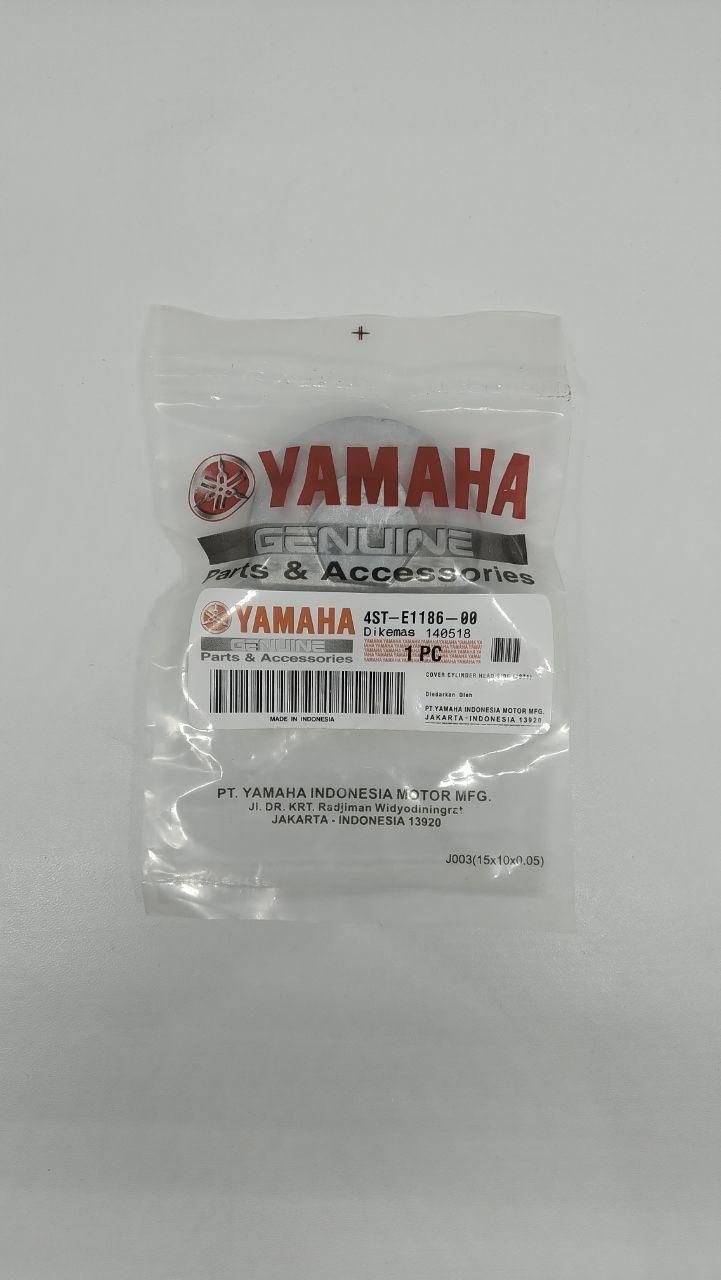 YAMAHA
GENUINE
Parts & Accessories
YAMAHA
GENUINE
Parts & Accessories
4ST-E1186-00
Dikemas 140518
1 PC
COVER CYLINDER HEAD SIDE
Diedarkan Oleh
PT.YAMAHA INDONESIA MOTOR MFG.
JAKARTA-INDONESIA 13920
MADE IN INDONESIA
PT. YAMAHA INDONESIA MOTOR MFG.
Jl. DR. KRT. Radjiman Widyodiningrat
JAKARTA - INDONESIA 13920
J003(15x10x0.05)